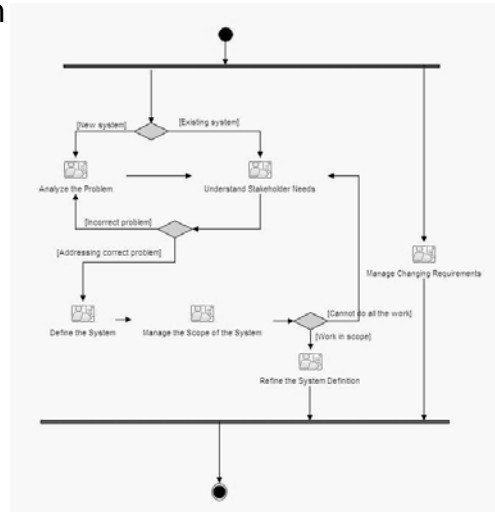 n
[New system]
[Existing system]
Analyze the Problem
Understand Stakeholder Needs
[Incorrect problem]
[Addressing correct problem]
Manage Changing Requirements
Define the System
Manage the Scope of the System
[Cannot do all the work]
[Work in scope]
Refine the System Definition